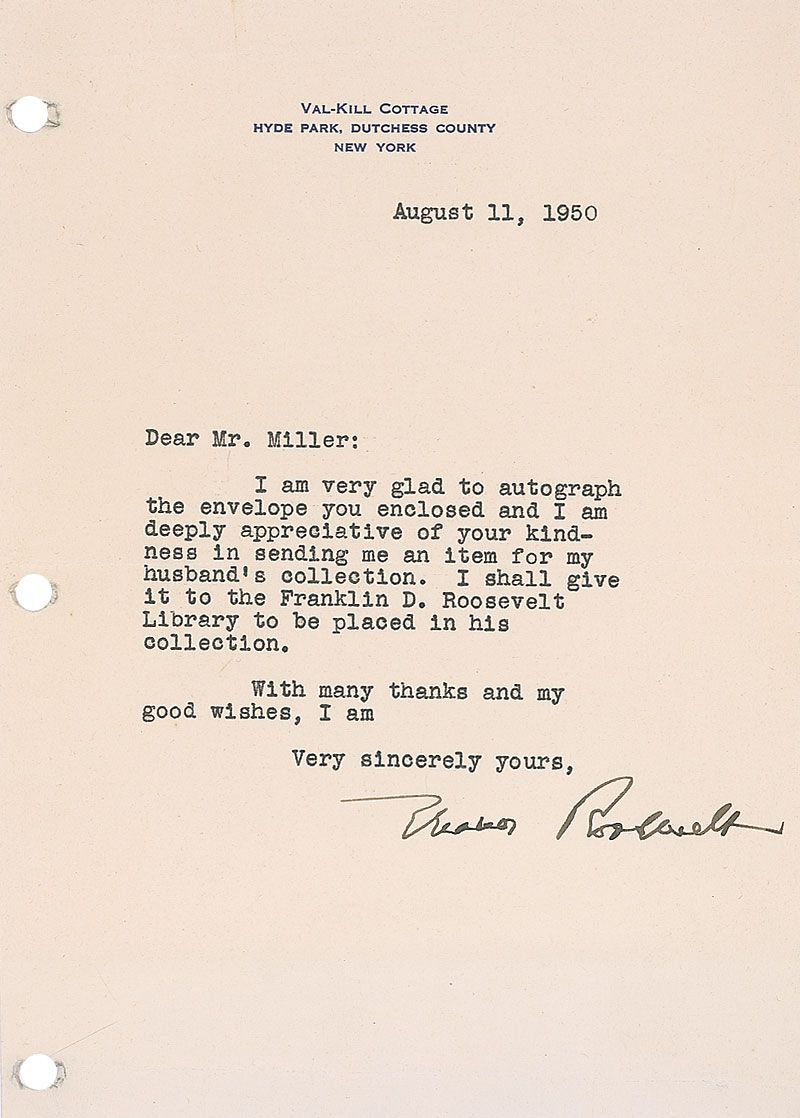 VAL-KILL COTTAGE
HYDE PARK, DUTCHESS COUNTY
NEW YORK
August 11, 1950
Dear Mr. Miller:
I am very glad to autograph
the envelope you enclosed and I am
deeply appreciative of your kind-
ness in sending me an item for my
husband's collection. I shall give
it to the Franklin D. Roosevelt
Library to be placed in his
collection.
With many thanks and my
good wishes, I am
Very sincerely yours,
Eleanor Roosevelt